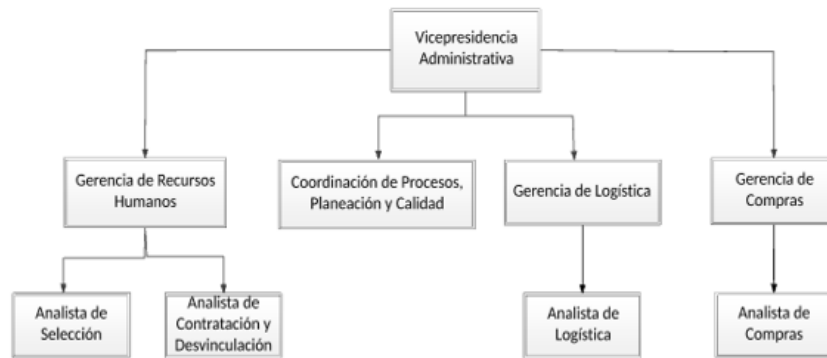 Vicepresidencia
Administrativa
Gerencia de Recursos
Humanos
Coordinación de Procesos,
Planeación y Calidad
Gerencia de Logística
Gerencia de
Compras
Analista de
Selección
Analista de
Contratación y
Desvinculación
Analista de
Logística
Analista de
Compras